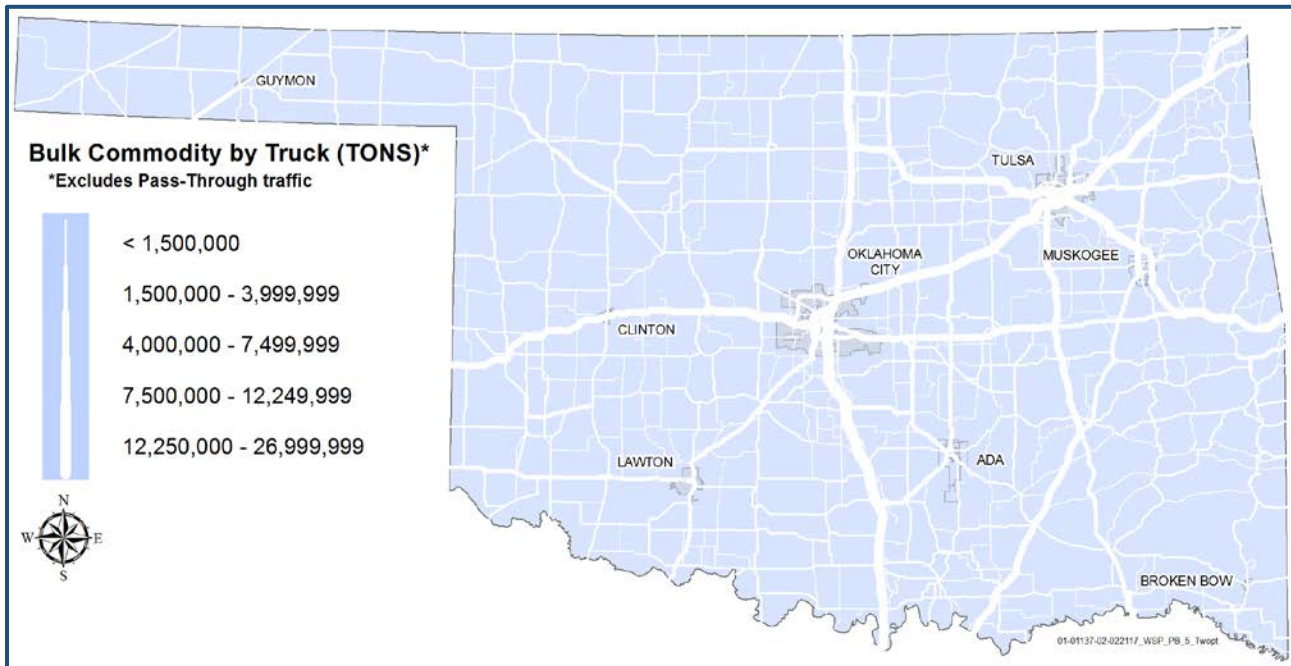 GUYMON
Bulk Commodity by Truck (TONS)*
*Excludes Pass-Through traffic
< 1,500,000
1,500,000 - 3,999,999
4,000,000 - 7,499,999
7,500,000 - 12,249,999
12,250,000 - 26,999,999
N
W
E
S
TULSA
OKLAHOMA
CITY
MUSKOGEE
CLINTON
LAWTON
ADA
BROKEN BOW
01-01137-02-022117_WSP_PB_5_Twopt